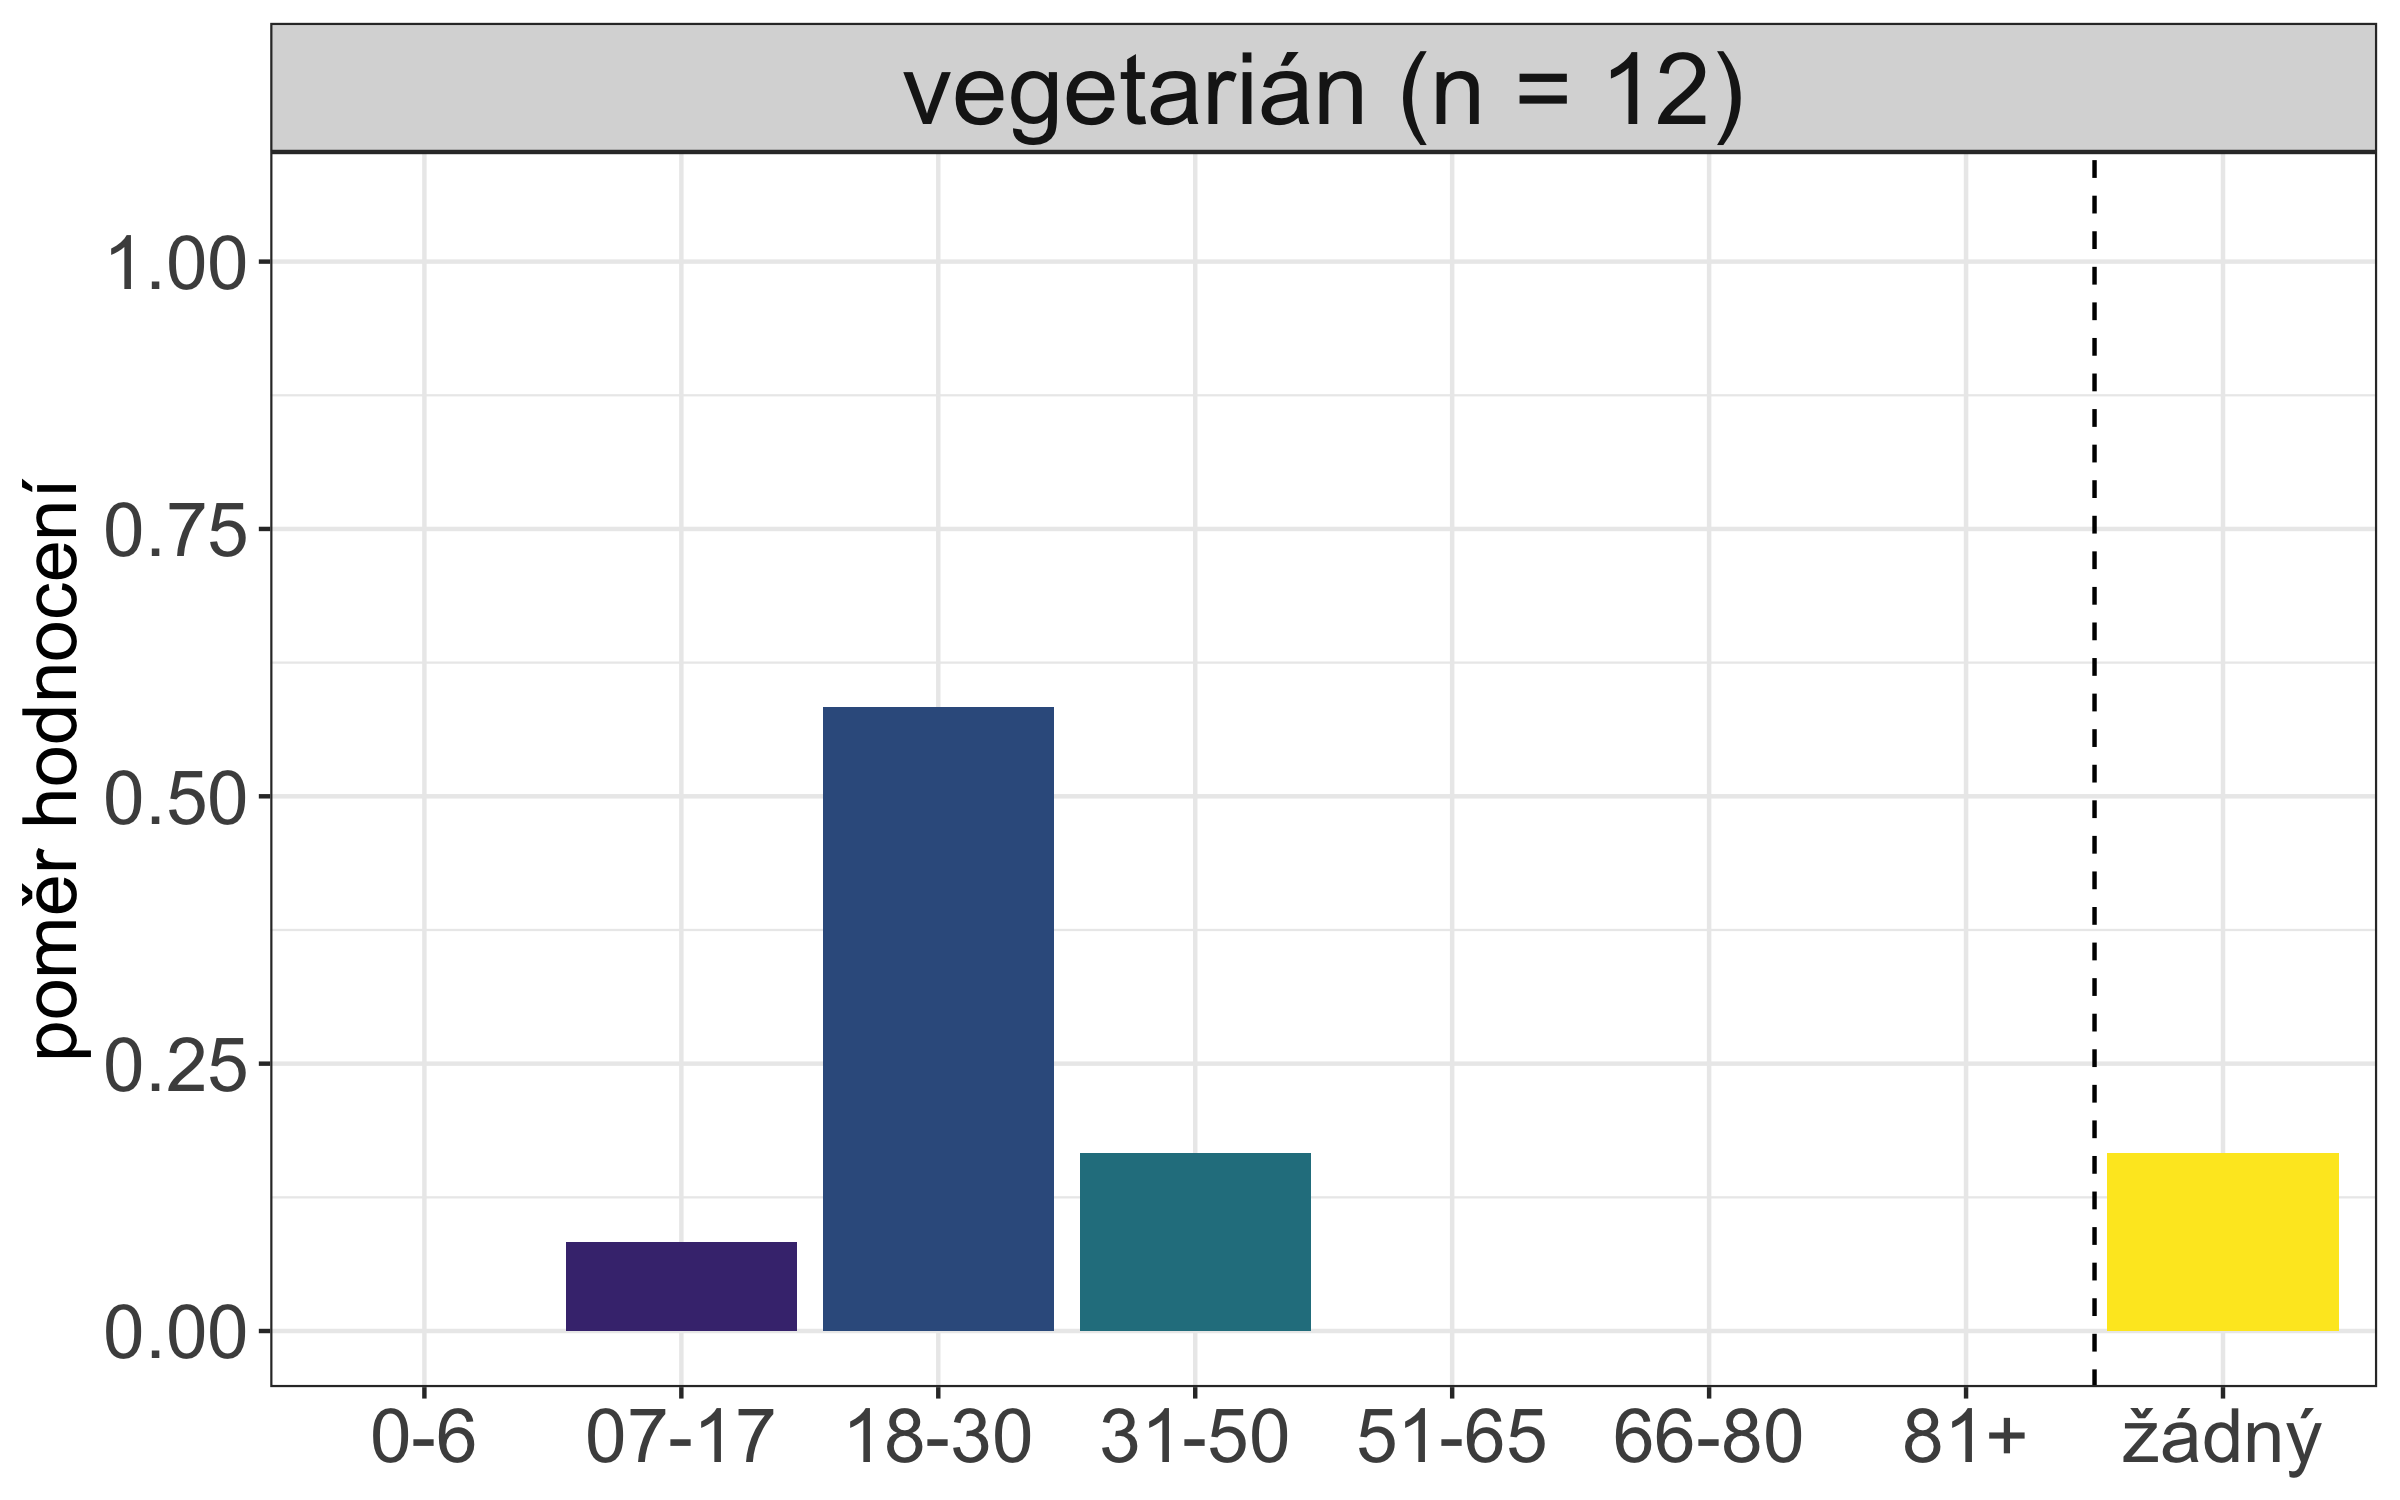 vegetarián (n = 12)
poměr hodnocení
1.00
0.75
0.50
0.25
0.00
0-6 07-17 18-30 31-50 51-65 66-80 81+ žádný